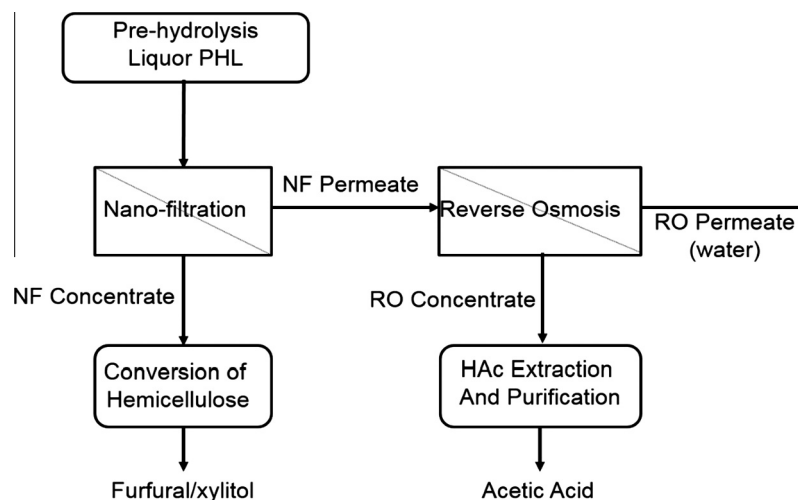 Pre-hydrolysis
Liquor PHL
Nano-filtration
NF Permeate
Reverse Osmosis
RO Permeate
(water)
NF Concentrate
RO Concentrate
Conversion of
Hemicellulose
HAc Extraction
And Purification
Furfural/xylitol
Acetic Acid